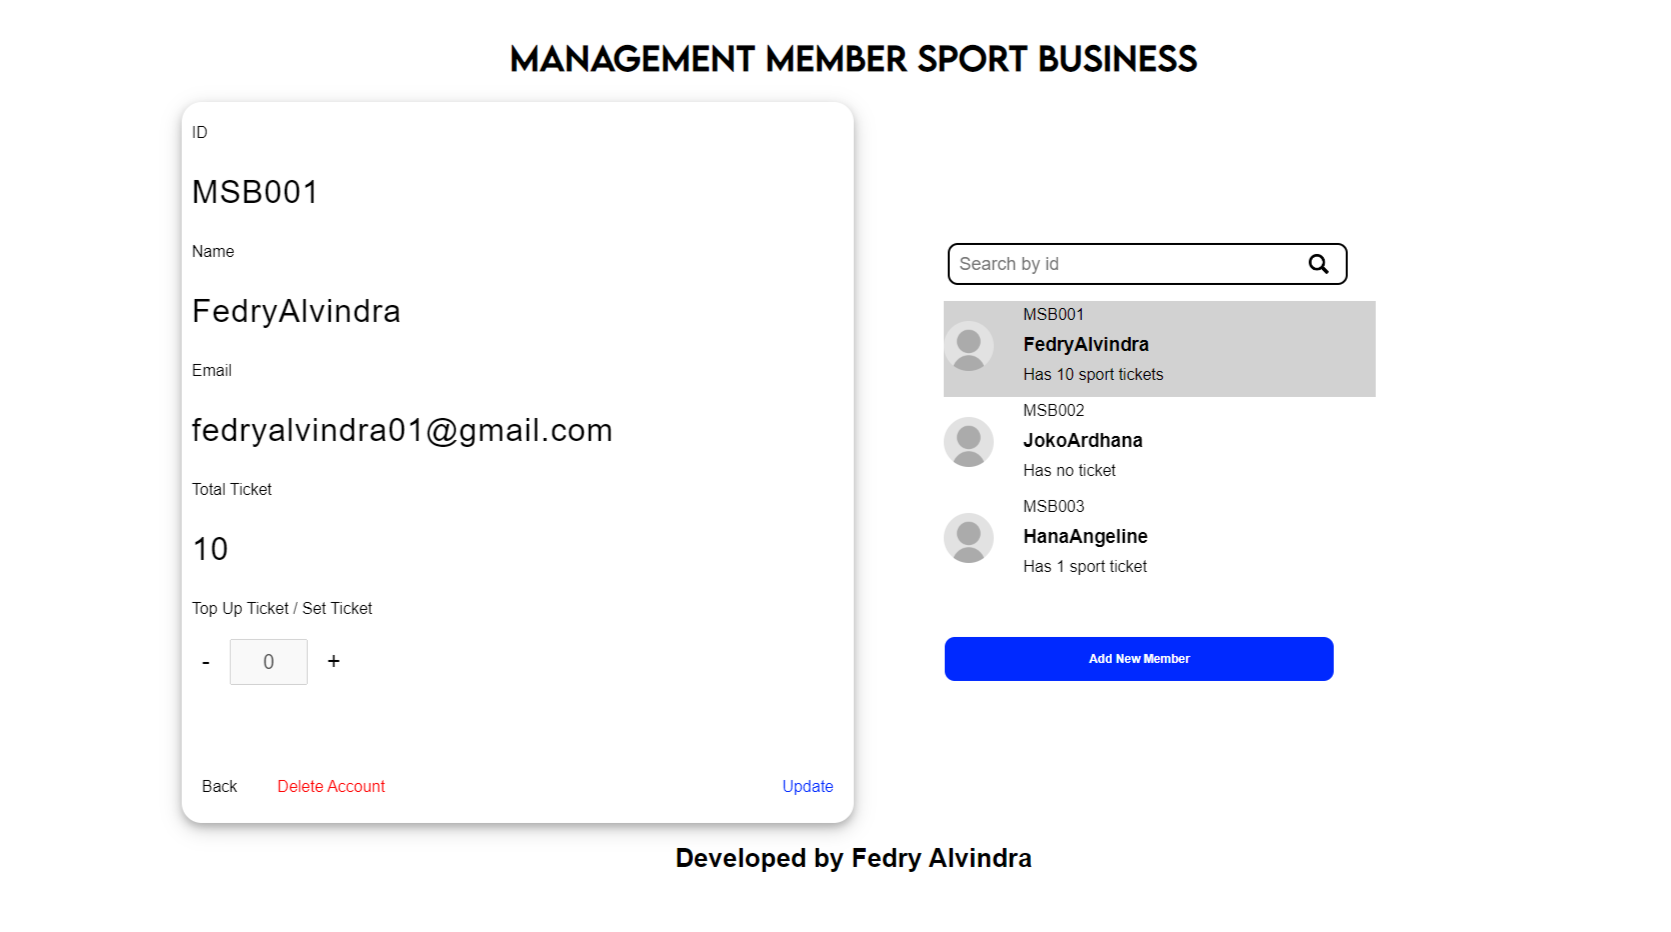 MANAGEMENT MEMBER SPORT BUSINESS
ID
MSB001
Name
FedryAlvindra
Email
fedryalvindra01@gmail.com
Total Ticket
10
Top Up Ticket / Set Ticket
- 0 +
Back Delete Account Update
Search by id
MSB001
FedryAlvindra
Has 10 sport tickets
MSB002
JokoArdhana
Has no ticket
MSB003
HanaAngeline
Has 1 sport ticket
Add New Member
Developed by Fedry Alvindra